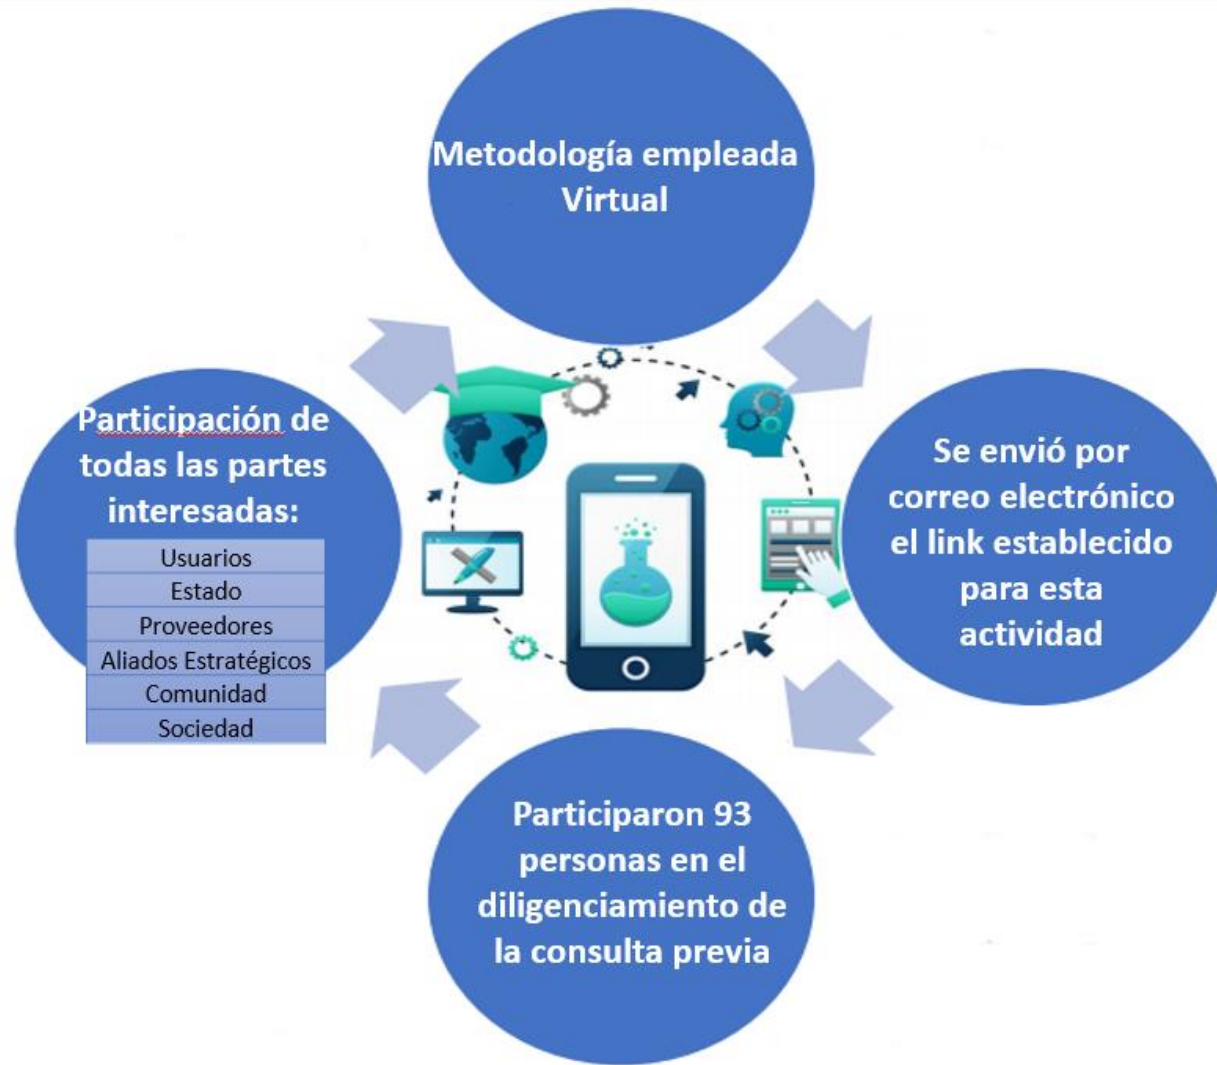 Metodología empleada
Virtual
Se envió por
correo electrónico
el link establecido
para esta
actividad
Participaron 93
personas en el
diligenciamiento de
la consulta previa
Participación de
todas las partes
interesadas:
Usuarios
Estado
Proveedores
Aliados Estratégicos
Comunidad
Sociedad